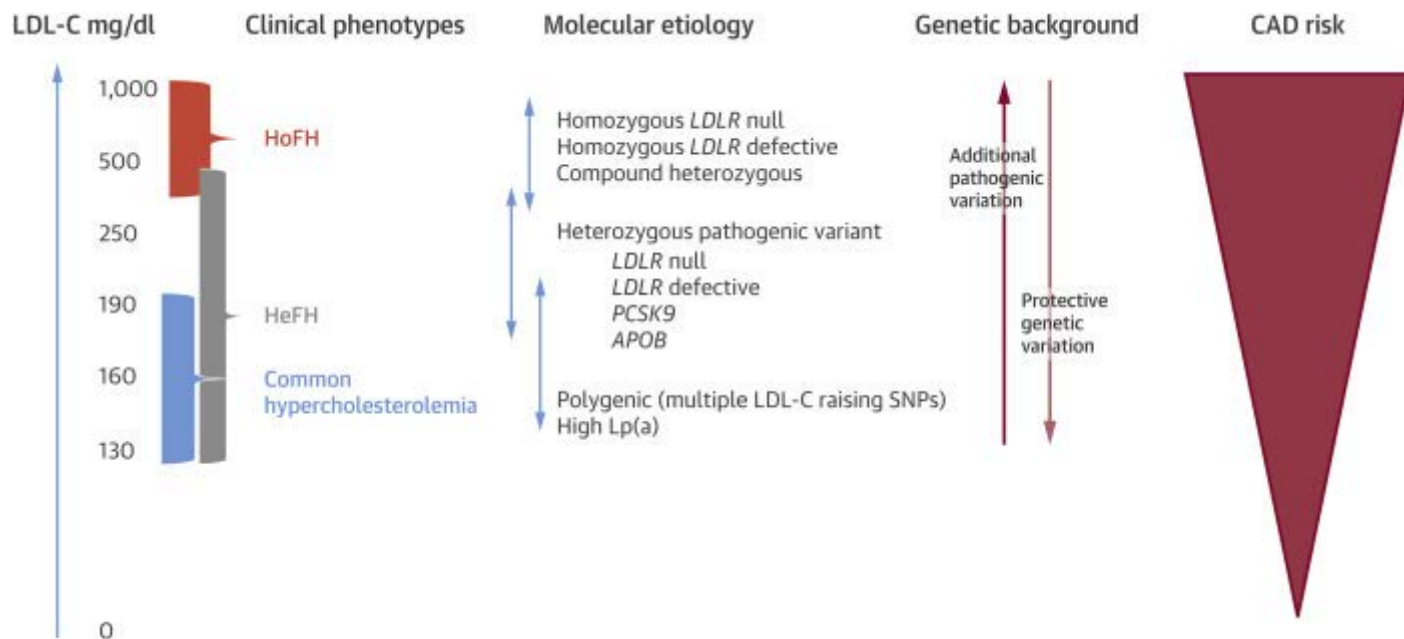 LDL-C mg/dl
Clinical phenotypes
Molecular etiology
Genetic background
CAD risk
1,000
500
250
190
160
130
0
HoFH
HeFH
Common
hypercholesterolemia
Homozygous LDLR null
Homozygous LDLR defective
Compound heterozygous
Heterozygous pathogenic variant
LDLR null
LDLR defective
PCSK9
APOB
Polygenic (multiple LDL-C raising SNPs)
High Lp(a)
Additional
pathogenic
variation
Protective
genetic
variation